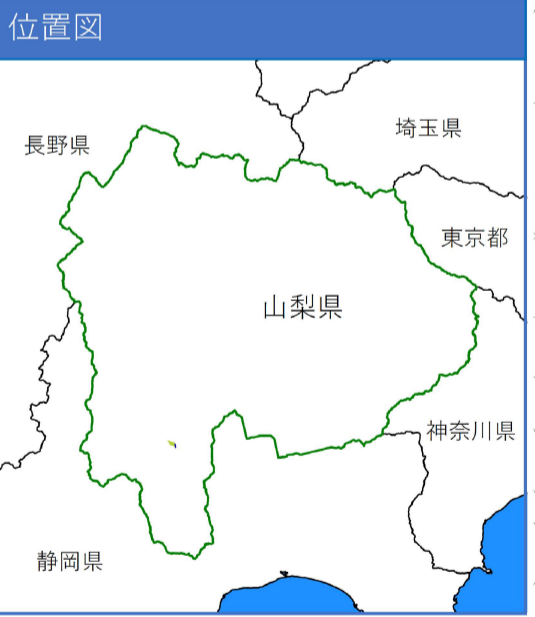 位置図
埼玉県
長野県
東京都
山梨県
神奈川県
静岡県